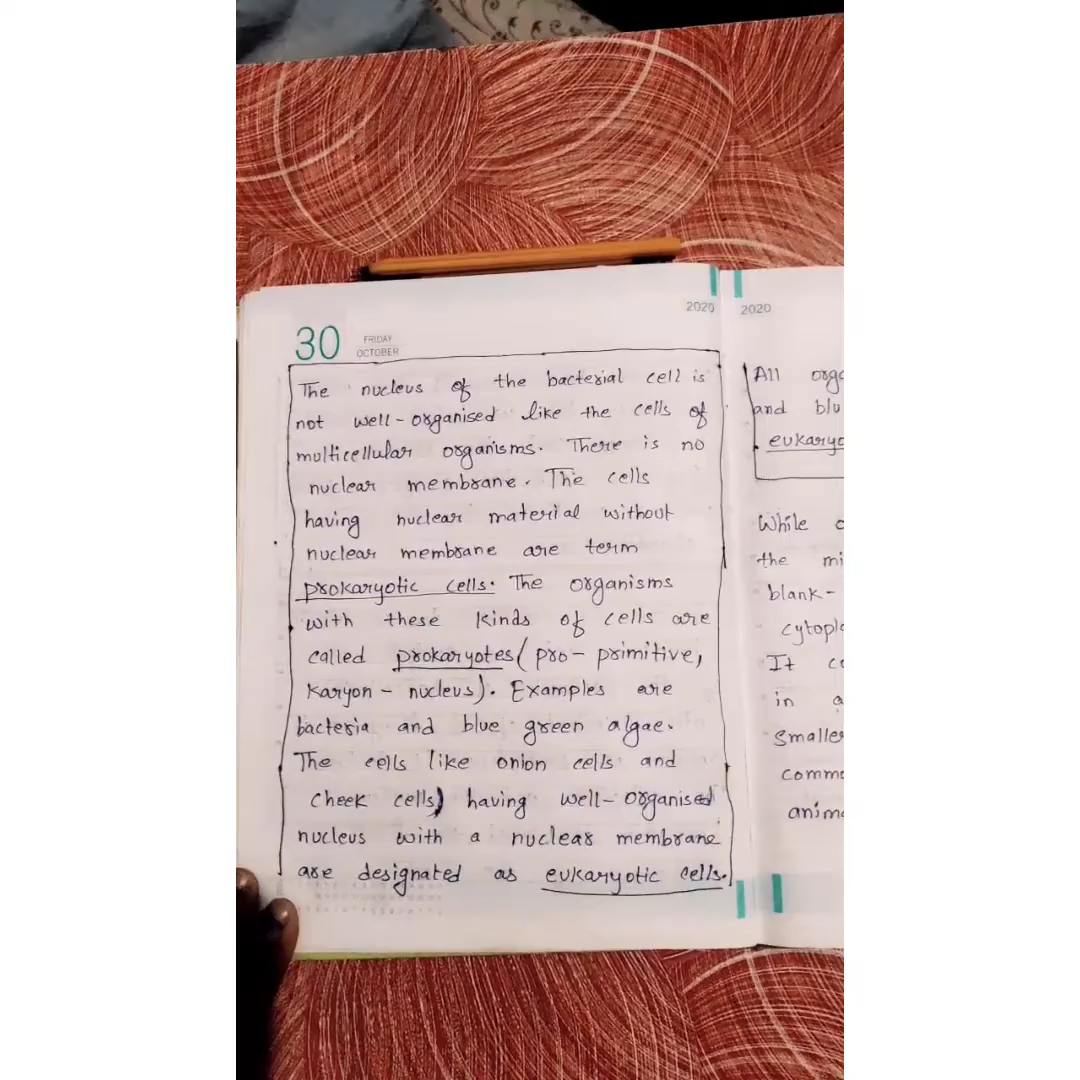 2020
2020
30 FRIDAY
OCTOBER
The nucleus of the bacterial cell is
not well-organised like the cells of
multicellular organisms. There is no
nuclear membrane. The cells
having nuclear material without
nuclear membrane are term
prokaryotic cells. The organisms
with these kinds of cells are
called prokaryotes (pro- primitive,
karyon - nucleus). Examples are
bacteria and blue green algae.
The cells like onion cells and
cheek cells) having well-organised
nucleus with a nuclear membrane
are designated as eukaryotic cells.
All
and
While
the
blank-
It
in